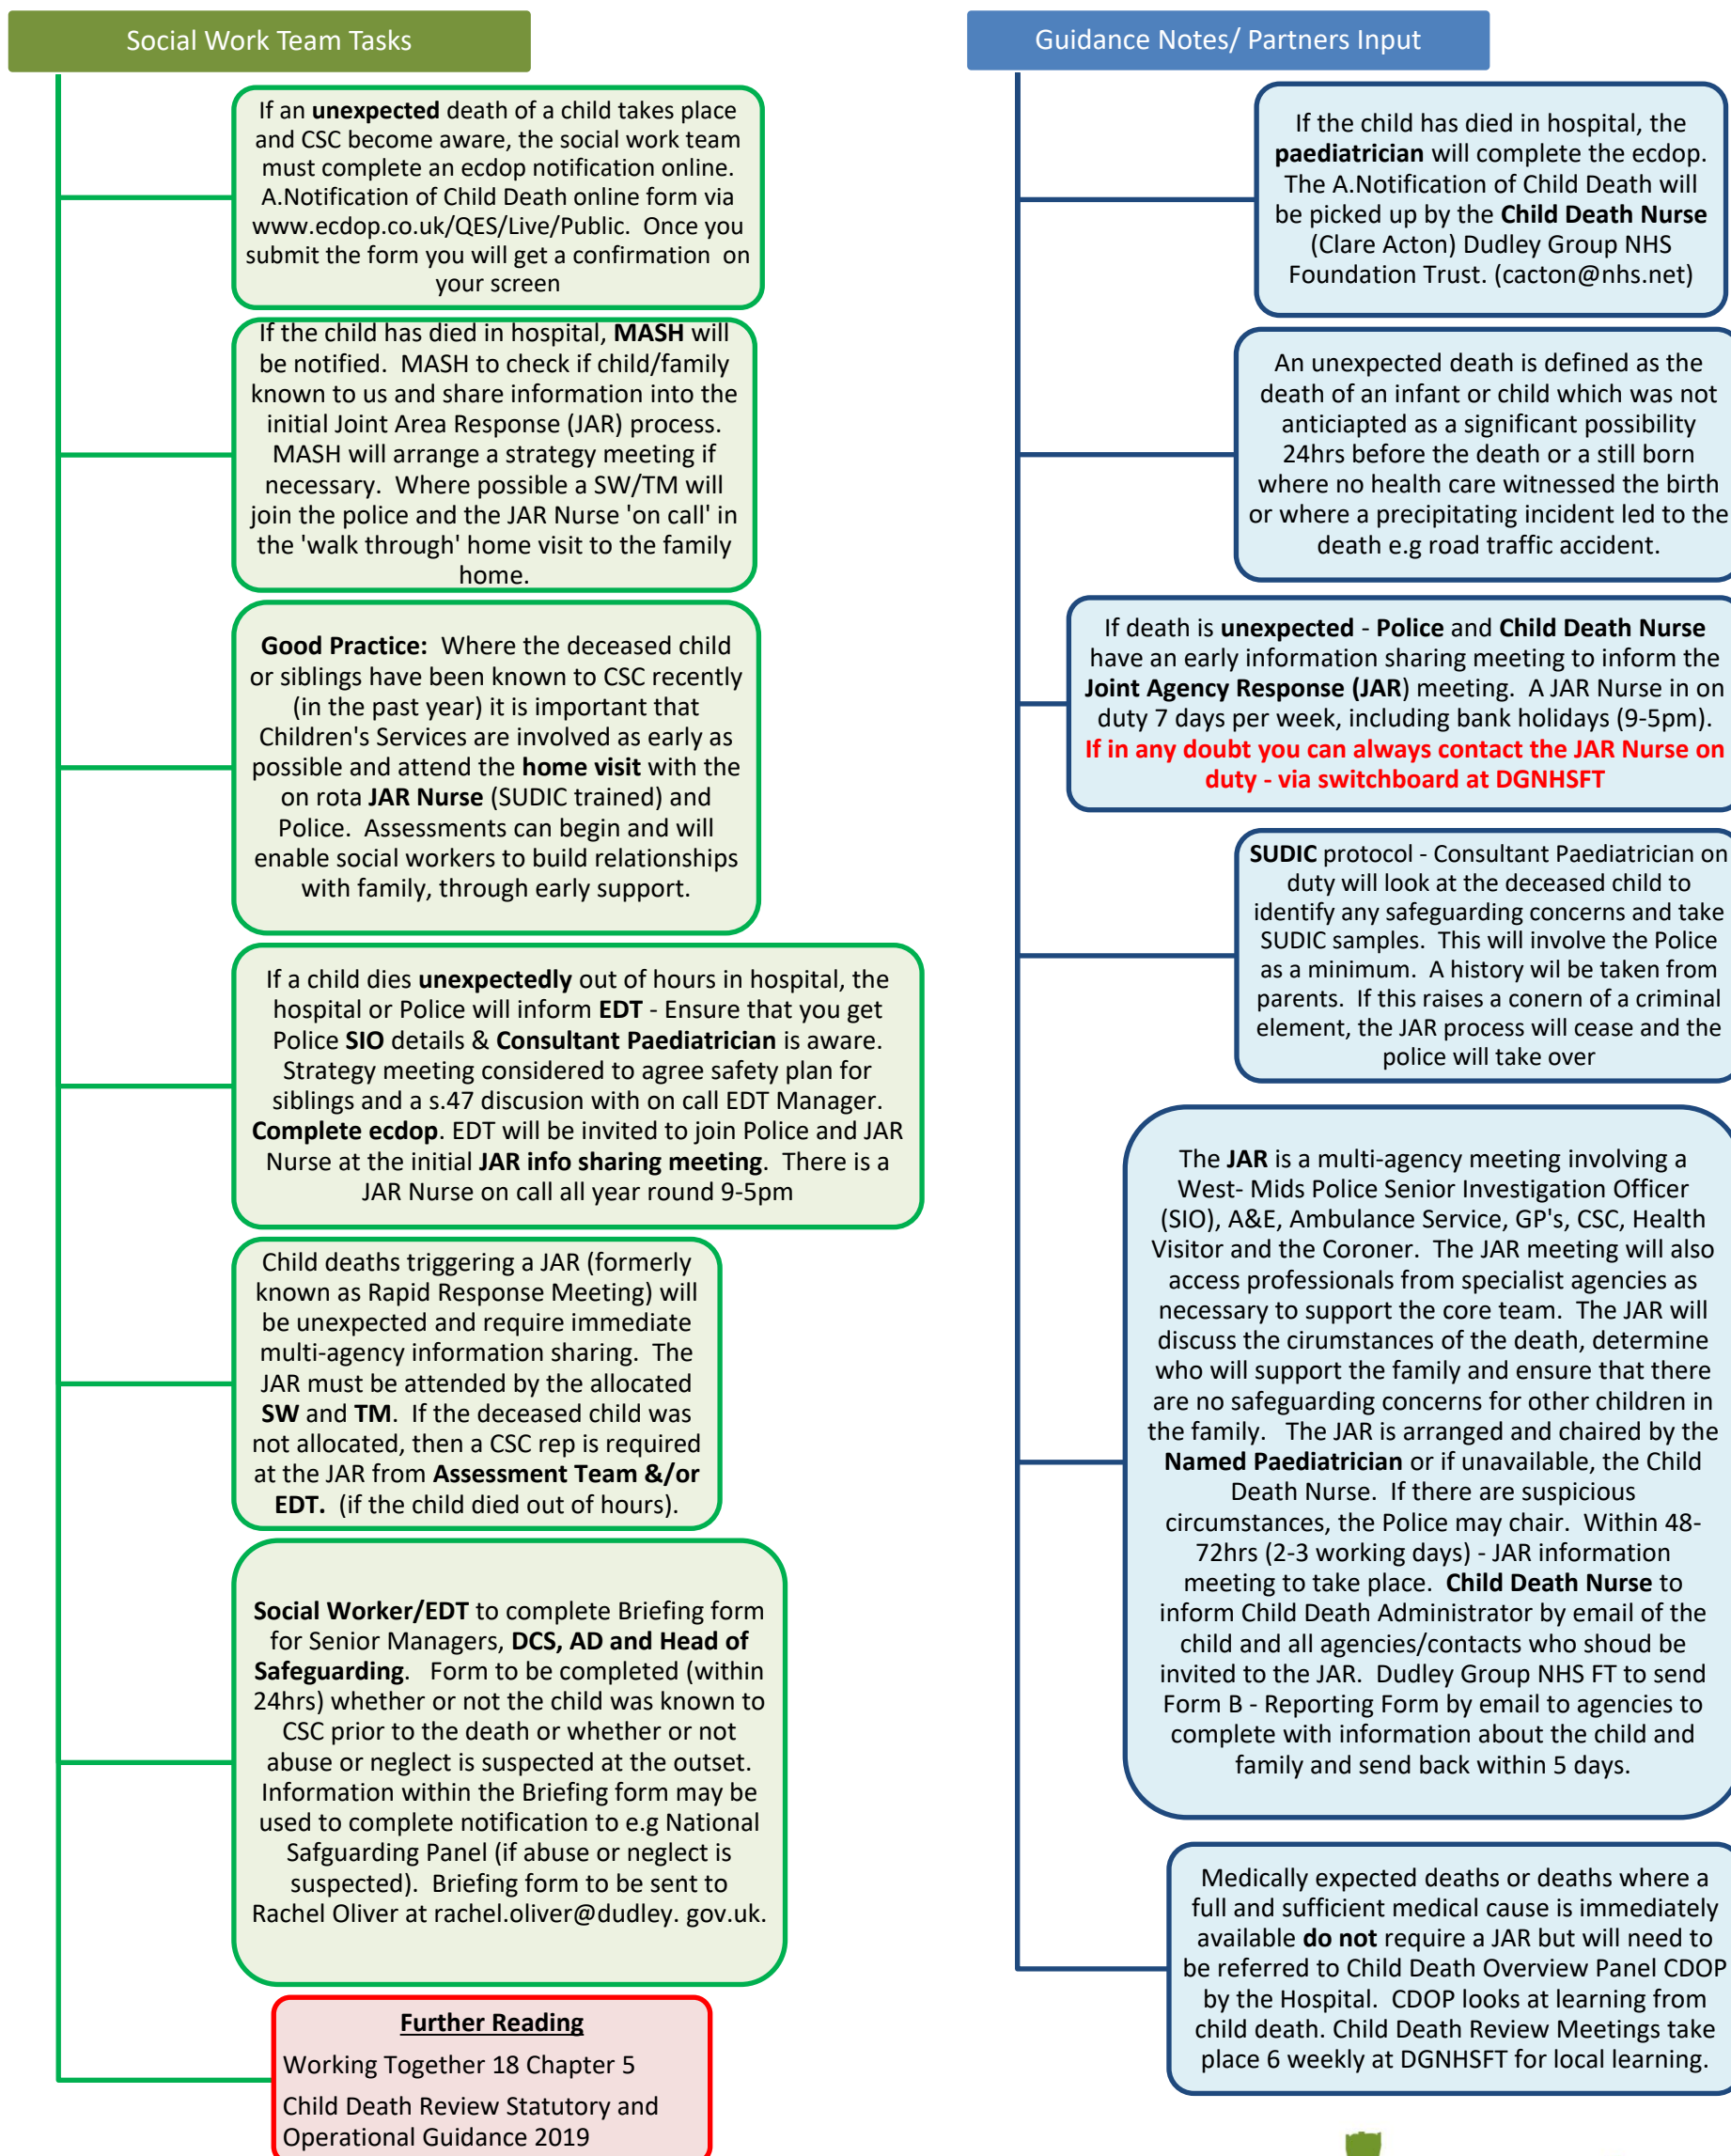 Social Work Team Tasks
If an unexpected death of a child takes place
and CSC become aware, the social work team
must complete an ecdop notification online.
A.Notification of Child Death online form via
www.ecdop.co.uk/QES/Live/Public.  Once you
submit the form you will get a confirmation  on
your screen
If the child has died in hospital, MASH will
be notified.  MASH to check if child/family
known to us and share information into the
initial Joint Area Response (JAR) process.
MASH will arrange a strategy meeting if
necessary.  Where possible a SW/TM will
join the police and the JAR Nurse 'on call' in
the 'walk through' home visit to the family
home.
Good Practice:  Where the deceased child
or siblings have been known to CSC recently
(in the past year) it is important that
Children's Services are involved as early as
possible and attend the home visit with the
on rota JAR Nurse (SUDIC trained) and
Police.  Assessments can begin and will
enable social workers to build relationships
with family, through early support.
If a child dies unexpectedly out of hours in hospital, the
hospital or Police will inform EDT - Ensure that you get
Police SIO details & Consultant Paediatrician is aware.
Strategy meeting considered to agree safety plan for
siblings and a s.47 discusion with on call EDT Manager.
Complete ecdop. EDT will be invited to join Police and JAR
Nurse at the initial JAR info sharing meeting.  There is a
JAR Nurse on call all year round 9-5pm
Child deaths triggering a JAR (formerly
known as Rapid Response Meeting) will
be unexpected and require immediate
multi-agency information sharing.  The
JAR must be attended by the allocated
SW and TM.  If the deceased child was
not allocated, then a CSC rep is required
at the JAR from Assessment Team &/or
EDT.  (if the child died out of hours).
Social Worker/EDT to complete Briefing form
for Senior Managers, DCS, AD and Head of
Safeguarding.   Form to be completed (within
24hrs) whether or not the child was known to
CSC prior to the death or whether or not
abuse or neglect is suspected at the outset.
Information within the Briefing form may be
used to complete notification to e.g National
Safguarding Panel (if abuse or neglect is
suspected).  Briefing form to be sent to
Rachel Oliver at rachel.oliver@dudley. gov.uk.
Further Reading
Working Together 18 Chapter 5
Child Death Review Statutory and
Operational Guidance 2019
Guidance Notes/ Partners Input
If the child has died in hospital, the
paediatrician will complete the ecdop.
The A.Notification of Child Death will
be picked up by the Child Death Nurse
(Clare Acton) Dudley Group NHS
Foundation Trust. (cacton@nhs.net)
An unexpected death is defined as the
death of an infant or child which was not
anticiapted as a significant possibility
24hrs before the death or a still born
where no health care witnessed the birth
or where a precipitating incident led to the
death e.g road traffic accident.
If death is unexpected - Police and Child Death Nurse
have an early information sharing meeting to inform the
Joint Agency Response (JAR) meeting.  A JAR Nurse in on
duty 7 days per week, including bank holidays (9-5pm).
If in any doubt you can always contact the JAR Nurse on
duty - via switchboard at DGNHSFT
SUDIC protocol - Consultant Paediatrician on
duty will look at the deceased child to
identify any safeguarding concerns and take
SUDIC samples.  This will involve the Police
as a minimum.  A history wil be taken from
parents.  If this raises a conern of a criminal
element, the JAR process will cease and the
police will take over
The JAR is a multi-agency meeting involving a
West- Mids Police Senior Investigation Officer
(SIO), A&E, Ambulance Service, GP's, CSC, Health
Visitor and the Coroner.  The JAR meeting will also
access professionals from specialist agencies as
necessary to support the core team.  The JAR will
discuss the cirumstances of the death, determine
who will support the family and ensure that there
are no safeguarding concerns for other children in
the family.   The JAR is arranged and chaired by the
Named Paediatrician or if unavailable, the Child
Death Nurse.  If there are suspicious
circumstances, the Police may chair.  Within 48-
72hrs (2-3 working days) - JAR information
meeting to take place.  Child Death Nurse to
inform Child Death Administrator by email of the
child and all agencies/contacts who shoud be
invited to the JAR.  Dudley Group NHS FT to send
Form B - Reporting Form by email to agencies to
complete with information about the child and
family and send back within 5 days.
Medically expected deaths or deaths where a
full and sufficient medical cause is immediately
available do not require a JAR but will need to
be referred to Child Death Overview Panel CDOP
by the Hospital.  CDOP looks at learning from
child death. Child Death Review Meetings take
place 6 weekly at DGNHSFT for local learning.